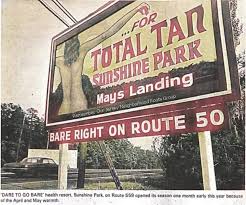 ...FOR
TOTAL TAN
SUNSHINE PARK
Mays Landing
BARE RIGHT ON ROUTE 50
'DARE TO GO BARE' health resort, Sunshine Park, on Route 559 opened its season one month early this year because
of the April and May warmth.